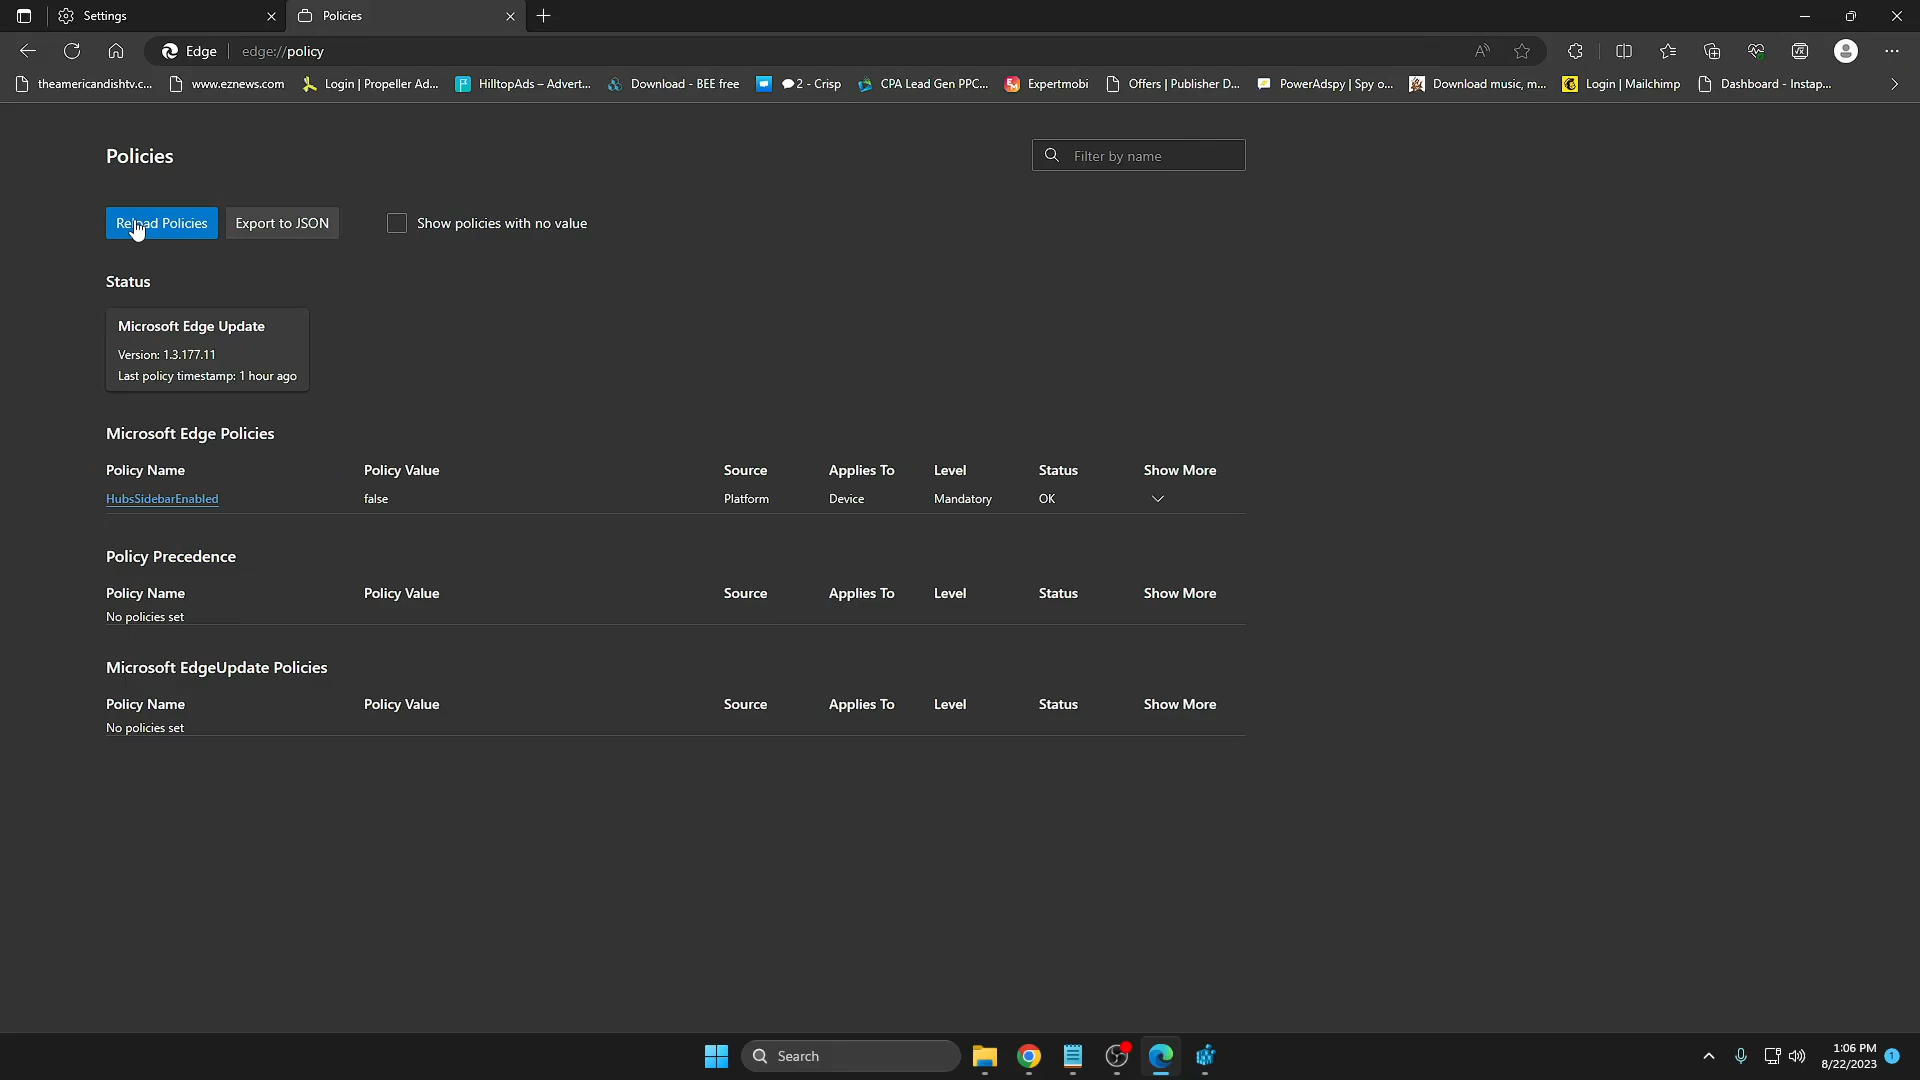 Settings
Policies
Edge
edge://policy
theamericandishtv.c...
www.eznews.com
Login | Propeller Ad...
HilltopAds – Advert...
Download - BEE free
2 - Crisp
CPA Lead Gen PPC...
Expertmobi
Offers | Publisher D...
PowerAdspy | Spy o...
Download music, m...
Login | Mailchimp
Dashboard - Instap...
Policies
Filter by name
Reload Policies
Export to JSON
Show policies with no value
Status
Microsoft Edge Update
Version: 1.3.177.11
Last policy timestamp: 1 hour ago
Microsoft Edge Policies
Policy Name Policy Value Source Applies To Level Status Show More
HubsSidebarEnabled false Platform Device Mandatory OK
Policy Precedence
Policy Name Policy Value Source Applies To Level Status Show More
No policies set
Microsoft EdgeUpdate Policies
Policy Name Policy Value Source Applies To Level Status Show More
No policies set
Search
1:06 PM
8/22/2023
1